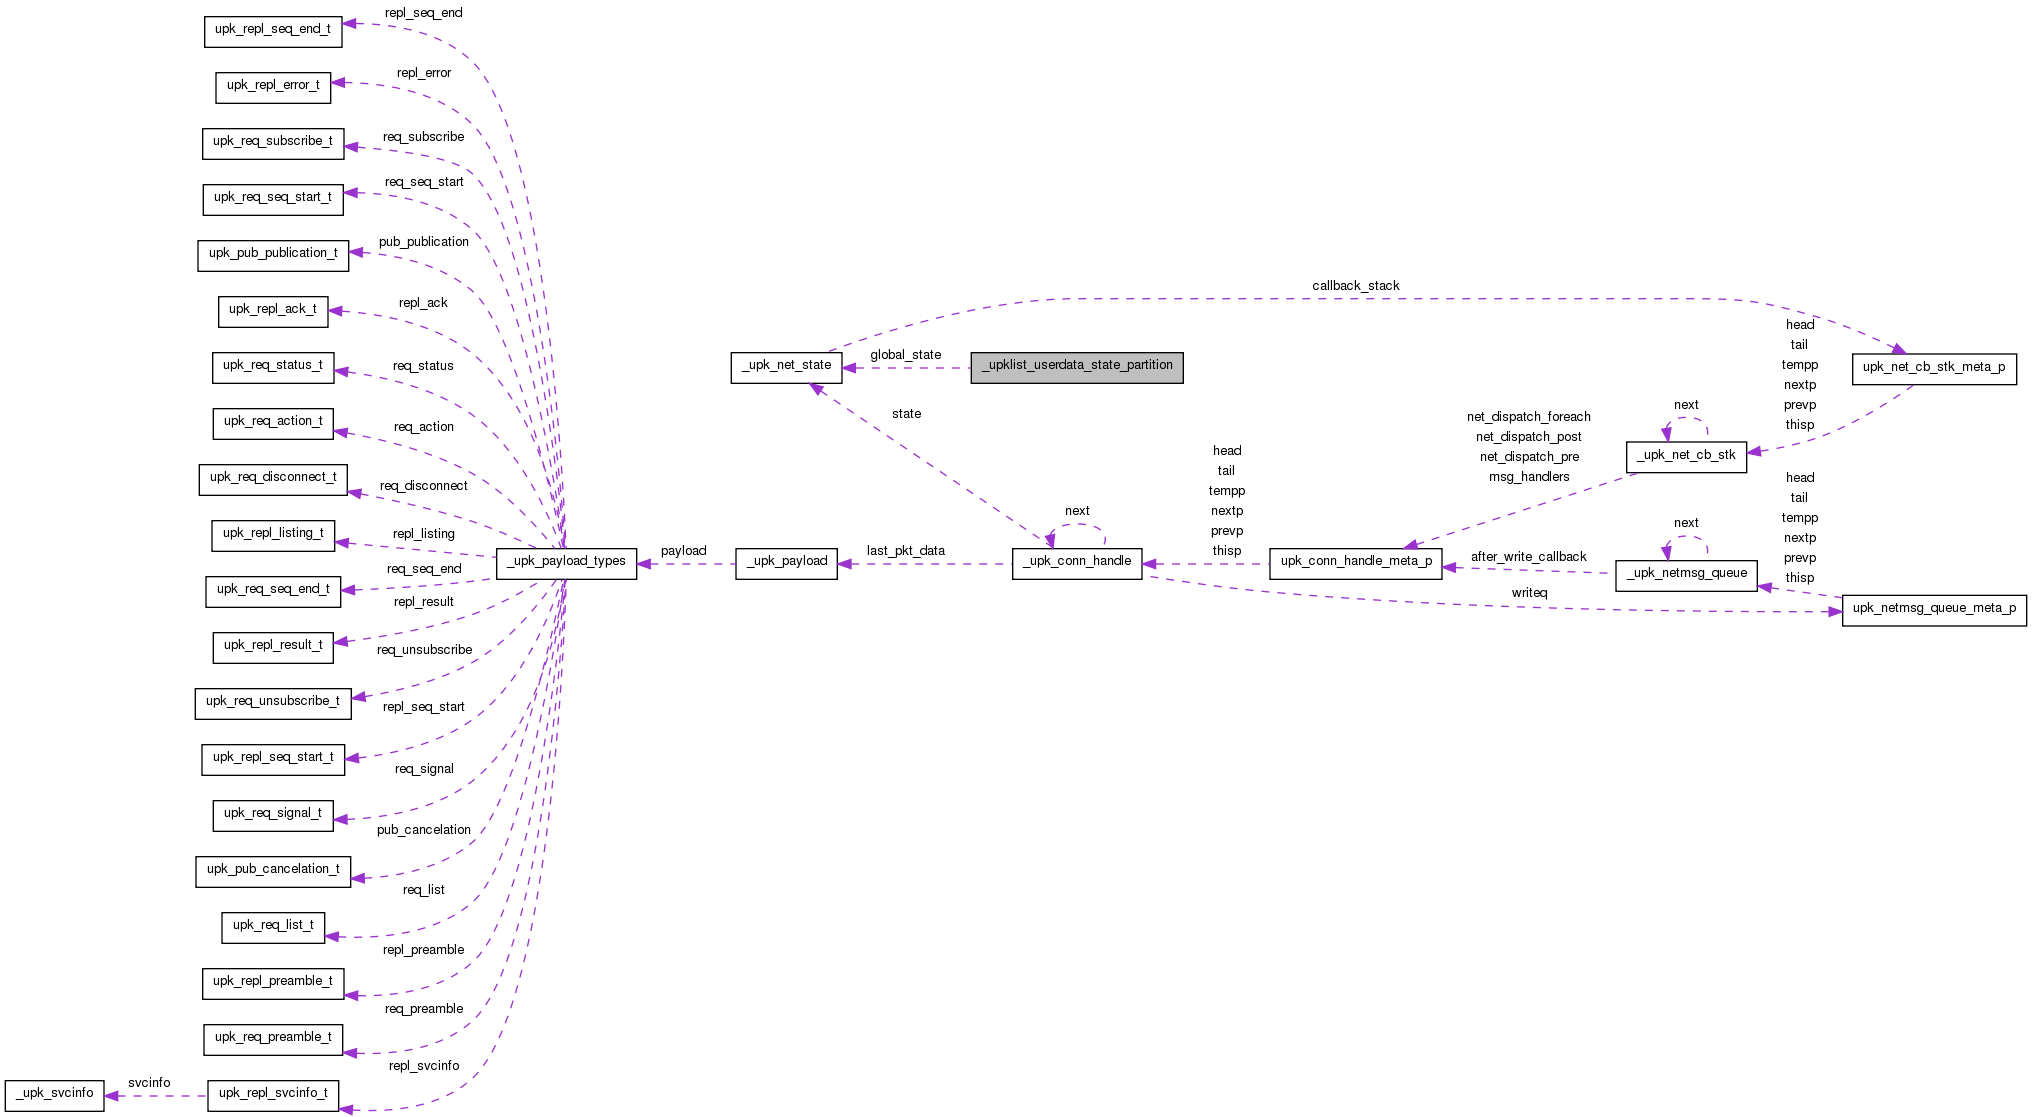 repl_seq_end
upk_repl_seq_end_t
repl_error
upk_repl_error_t
req_subscribe
upk_req_subscribe_t
req_seq_start
upk_req_seq_start_t
pub_publication
upk_pub_publication_t
repl_ack
upk_repl_ack_t
req_status
upk_req_status_t
req_action
upk_req_action_t
req_disconnect
upk_req_disconnect_t
repl_listing
upk_repl_listing_t
req_seq_end
upk_req_seq_end_t
repl_result
upk_repl_result_t
req_unsubscribe
upk_req_unsubscribe_t
repl_seq_start
upk_repl_seq_start_t
req_signal
upk_req_signal_t
pub_cancelation
upk_pub_cancelation_t
req_list
upk_req_list_t
repl_preamble
upk_repl_preamble_t
req_preamble
upk_req_preamble_t
repl_svcinfo
upk_repl_svcinfo_t
svcinfo
_upk_svcinfo
_upk_payload_types
payload
_upk_payload
last_pkt_data
_upk_conn_handle
next
state
_upk_net_state
global_state
_upklist_userdata_state_partition
callback_stack
head
tail
tempp
nextp
prevp
thisp
upk_conn_handle_meta_p
net_dispatch_foreach
net_dispatch_post
net_dispatch_pre
msg_handlers
after_write_callback
writeq
next
_upk_net_cb_stk
next
_upk_netmsg_queue
head
tail
tempp
nextp
prevp
thisp
upk_net_cb_stk_meta_p
head
tail
tempp
nextp
prevp
thisp
upk_netmsg_queue_meta_p